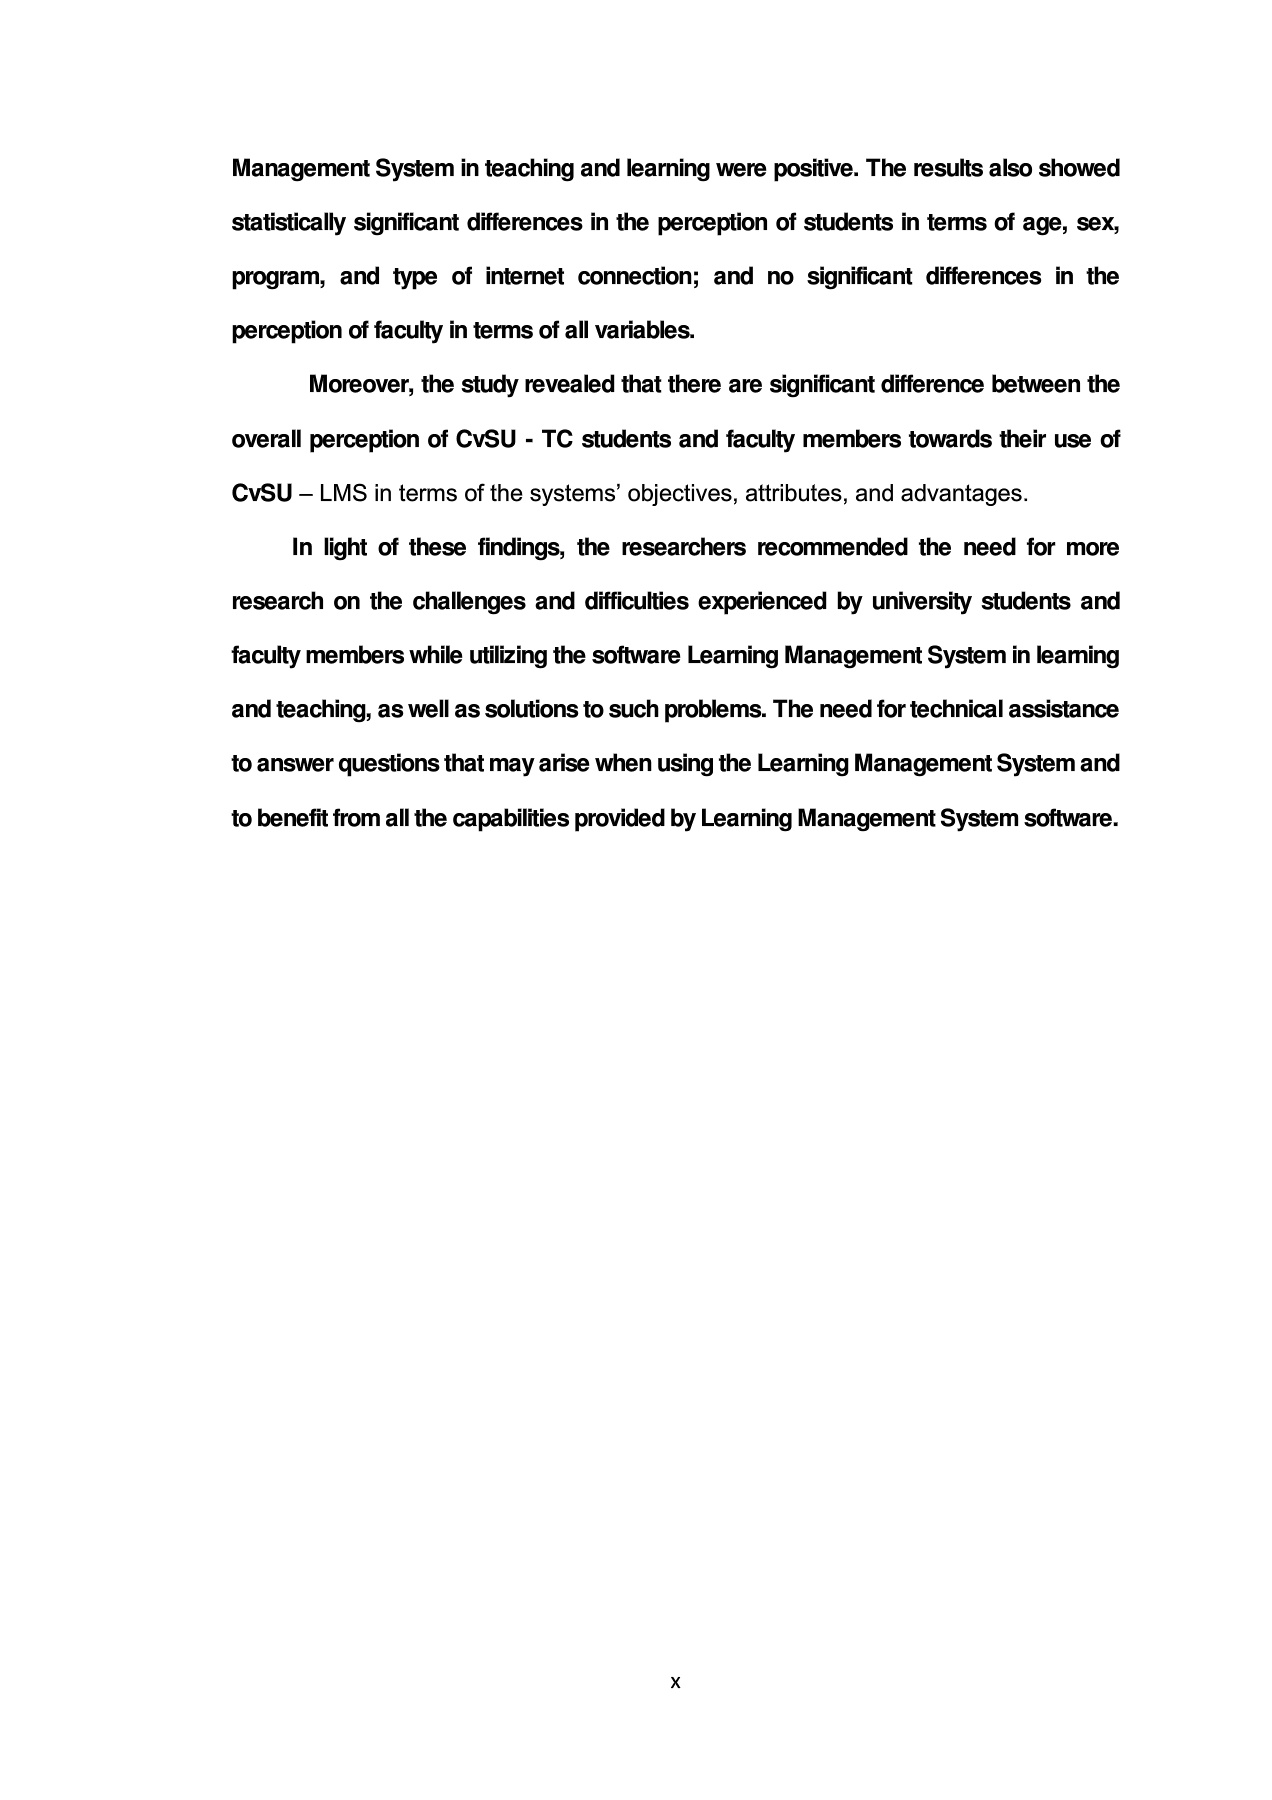 Management System in teaching and learning were positive. The results also showed
statistically significant differences in the perception of students in terms of age, sex,
program, and type of internet connection; and no significant differences in the
perception of faculty in terms of all variables.
Moreover, the study revealed that there are significant difference between the
overall perception of CvSU - TC students and faculty members towards their use of
CvSU – LMS in terms of the systems’ objectives, attributes, and advantages.
In light of these findings, the researchers recommended the need for more
research on the challenges and difficulties experienced by university students and
faculty members while utilizing the software Learning Management System in learning
and teaching, as well as solutions to such problems. The need for technical assistance
to answer questions that may arise when using the Learning Management System and
to benefit from all the capabilities provided by Learning Management System software.
x